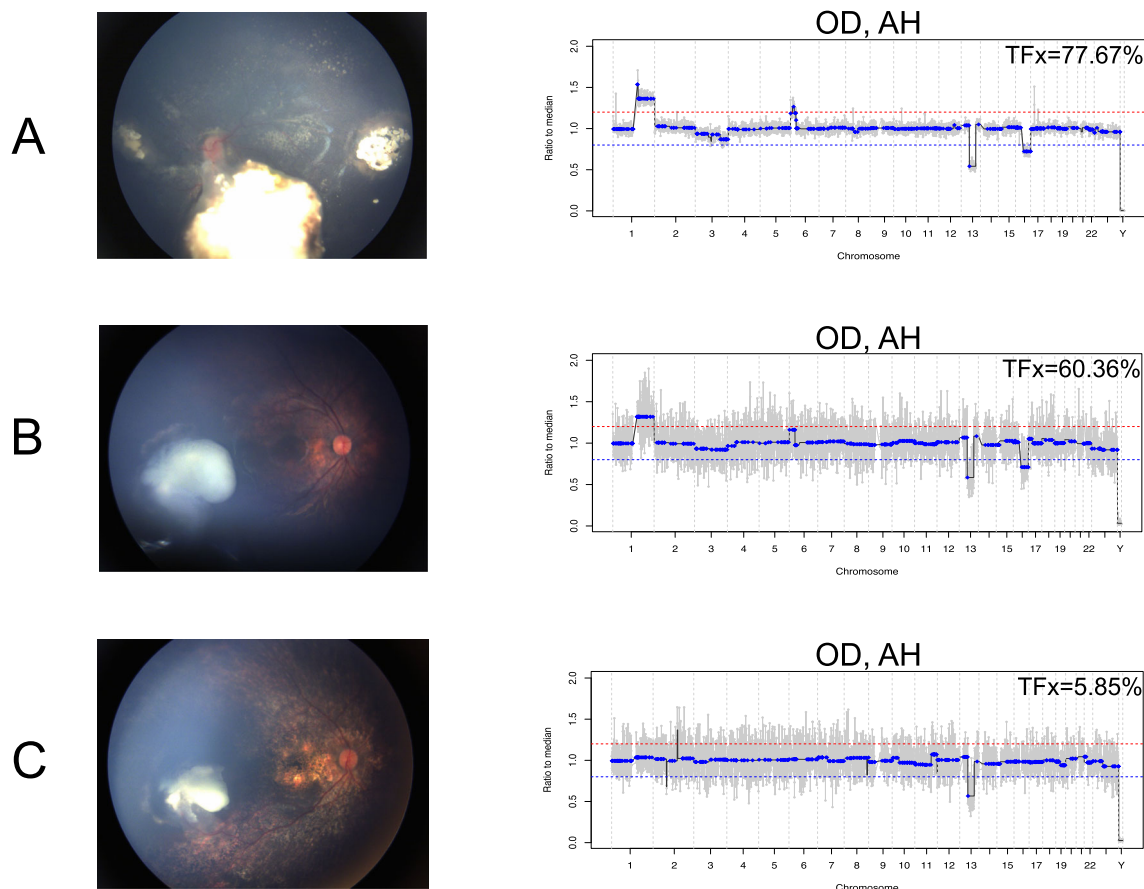 A
OD, AH
TFx=77.67%
Ratio to median
2.0
1.5
1.0
0.5
0.0
1 2 3 4 5 6 7 8 9 10 11 12 13 15 17 19 22 Y
Chromosome
B
OD, AH
TFx=60.36%
Ratio to median
2.0
1.5
1.0
0.5
0.0
1 2 3 4 5 6 7 8 9 10 11 12 13 15 17 19 22 Y
Chromosome
C
OD, AH
TFx=5.85%
Ratio to median
2.0
1.5
1.0
0.5
0.0
1 2 3 4 5 6 7 8 9 10 11 12 13 15 17 19 22 Y
Chromosome